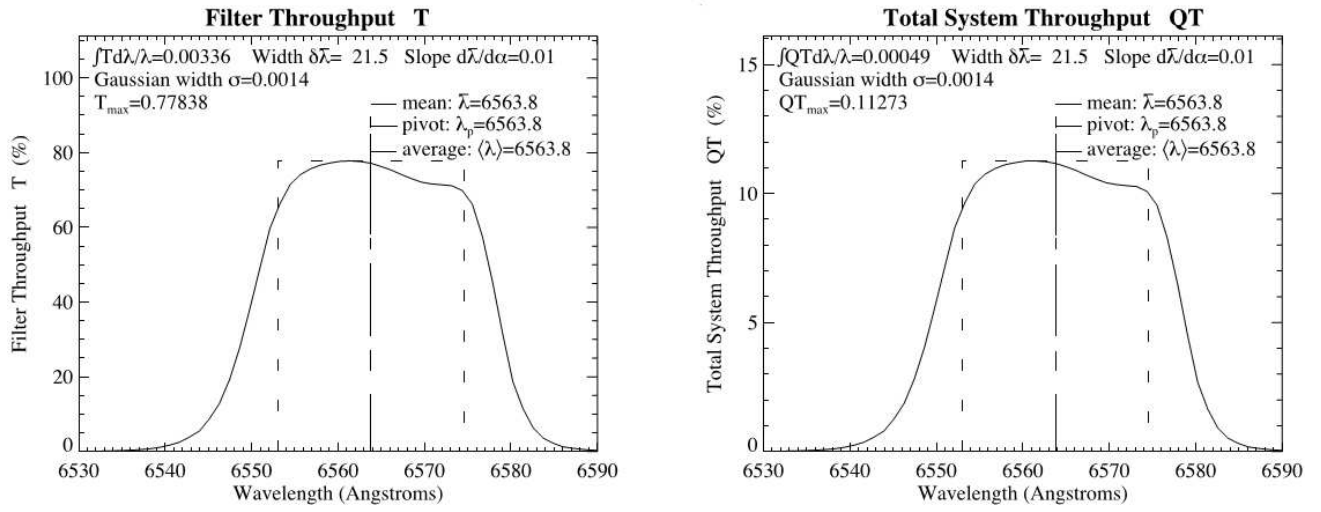 Filter Throughput T
∫Tdλ/λ=0.00336 Width δλ̄= 21.5 Slope dλ̄/dα=0.01
Gaussian width σ=0.0014
Tmax=0.77838
mean: λ̄=6563.8
pivot: λp=6563.8
average: ⟨λ⟩=6563.8
Filter Throughput T (%)
100
80
60
40
20
0
6530 6540 6550 6560 6570 6580 6590
Wavelength (Angstroms)
Total System Throughput QT
∫QTdλ/λ=0.00049 Width δλ̄= 21.5 Slope dλ̄/dα=0.01
Gaussian width σ=0.0014
QTmax=0.11273
mean: λ̄=6563.8
pivot: λp=6563.8
average: ⟨λ⟩=6563.8
Total System Throughput QT (%)
15
10
5
0
6530 6540 6550 6560 6570 6580 6590
Wavelength (Angstroms)